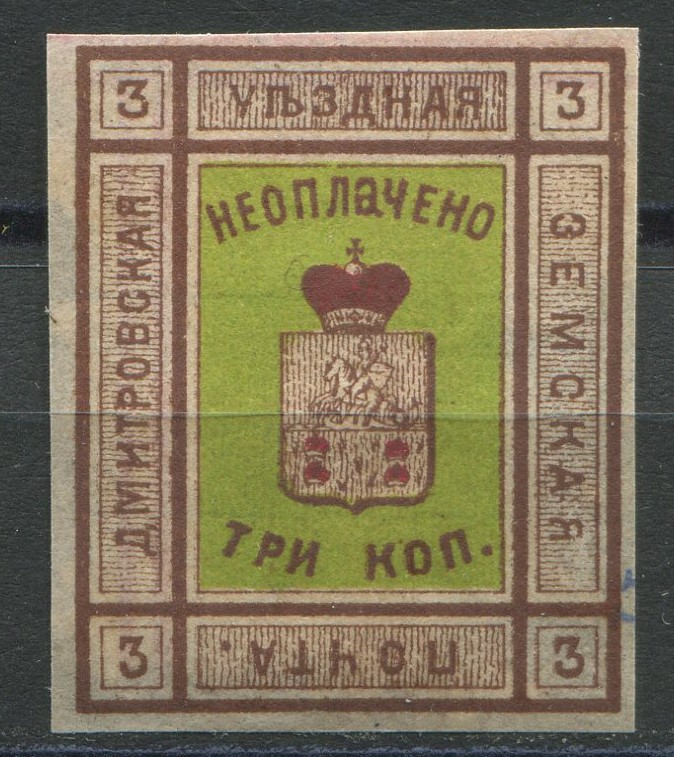 3 УѢЗДНАЯ 3
ДМИТРОВСКАЯ
НЕОПЛАЧЕНО
ЗЕМСКАЯ
ТРИ КОП.
3 ПОЧТА. 3